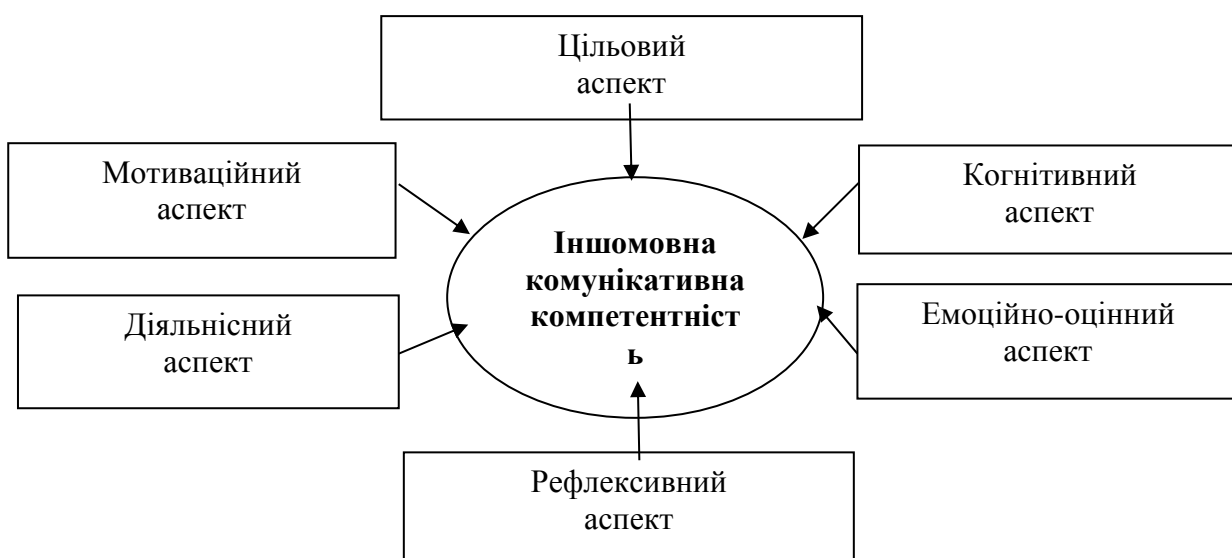 Цільовий
аспект
Мотиваційний
аспект
Когнітивний
аспект
Іншомовна
комунікативна
компетентніст
ь
Діяльнісний
аспект
Емоційно-оцінний
аспект
Рефлексивний
аспект